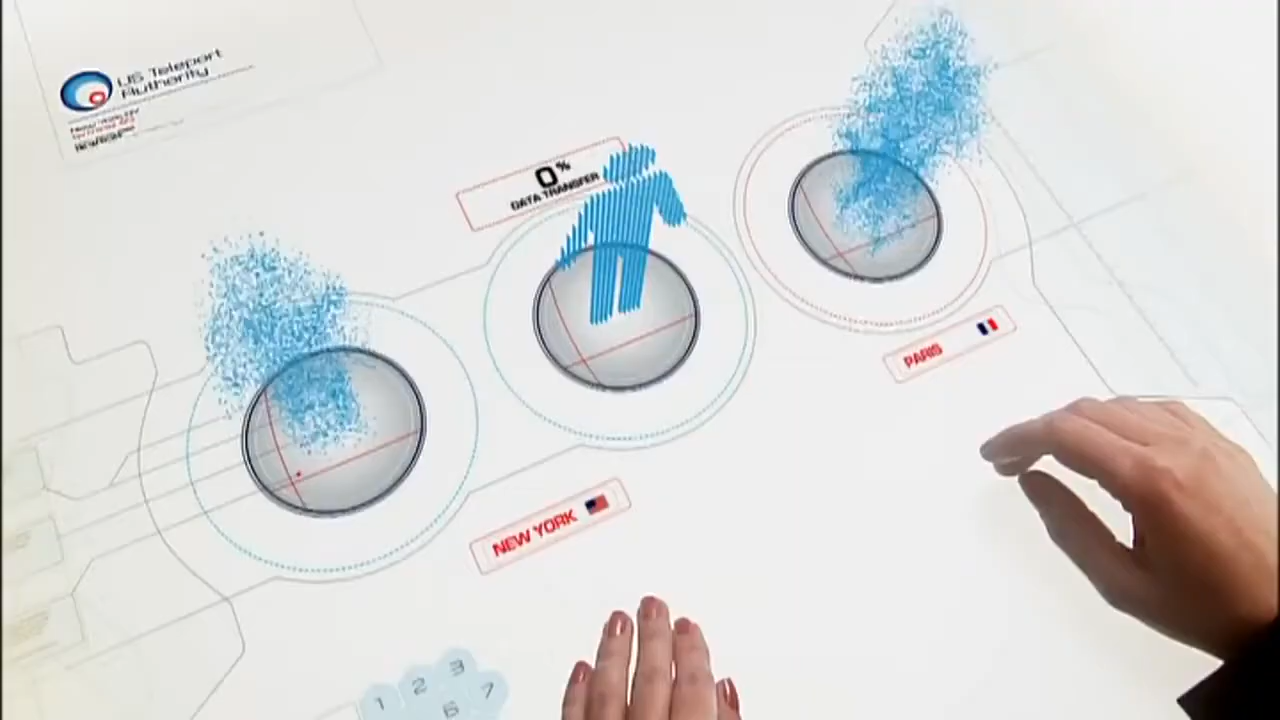 US Teleport
Authority
0%
DATA TRANSFER
PARIS
NEW YORK
1 2 3
6 7